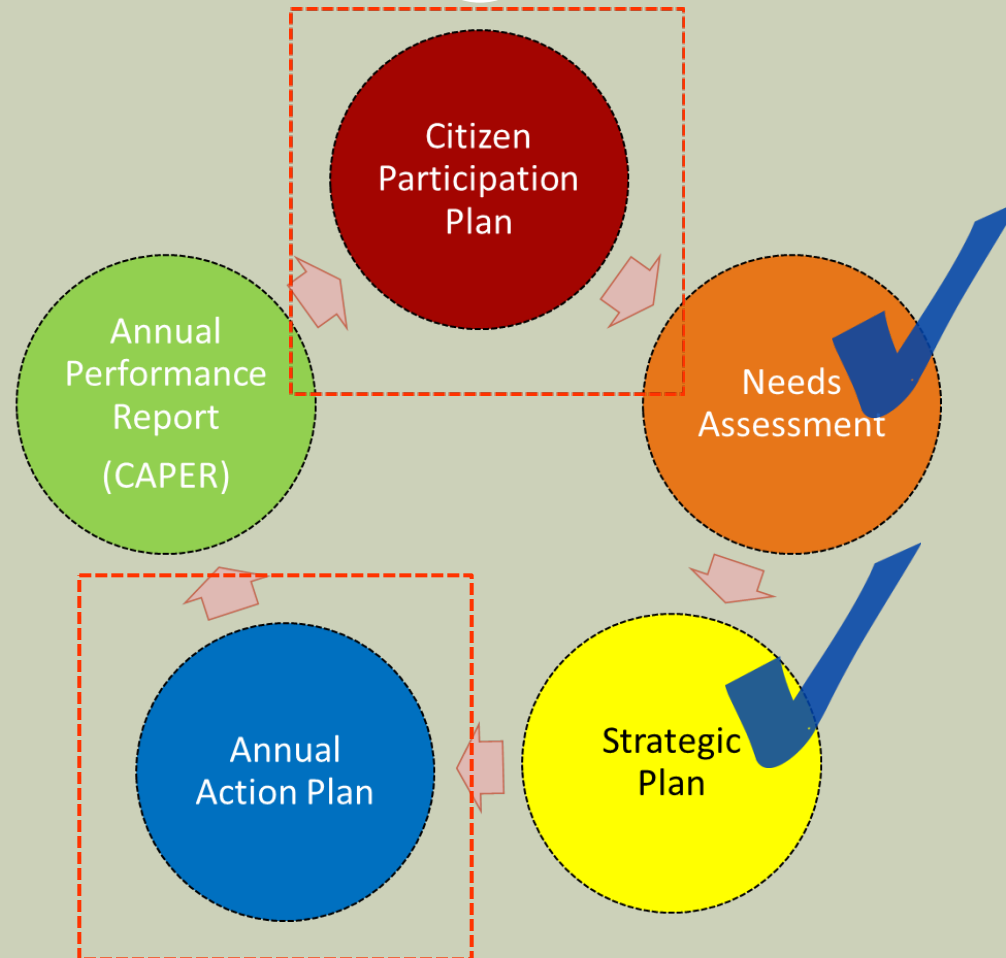 Citizen
Participation
Plan
Needs
Assessment
Strategic
Plan
Annual
Action Plan
Annual
Performance
Report
(CAPER)